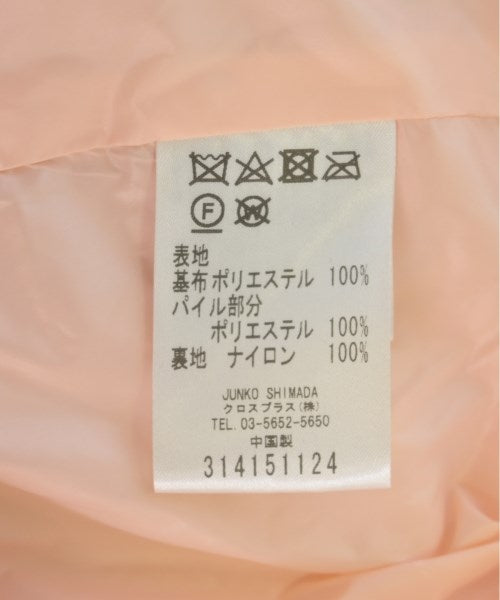 F W
表地
基布 ポリエステル 100%
パイル部分
ポリエステル 100%
裏地 ナイロン 100%
JUNKO SHIMADA
クロスプラス(株)
TEL. 03-5652-5650
中国製
314151124